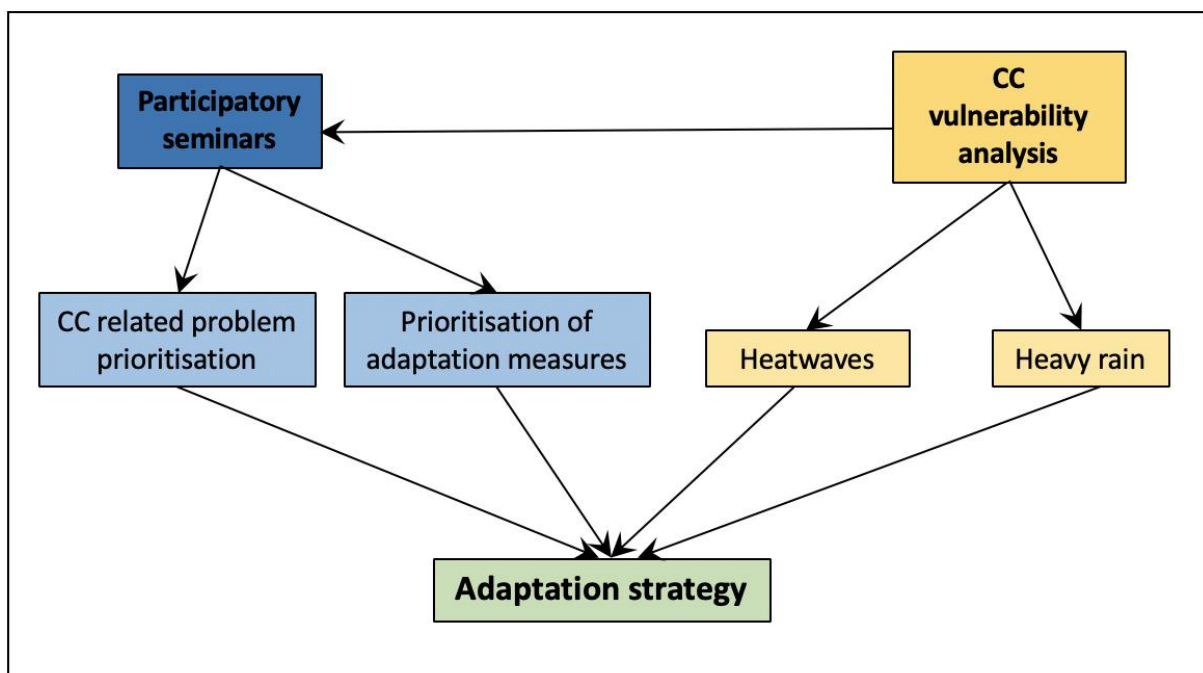 Participatory
seminars
CC
vulnerability
analysis
CC related problem
prioritisation
Prioritisation of
adaptation measures
Heatwaves
Heavy rain
Adaptation strategy